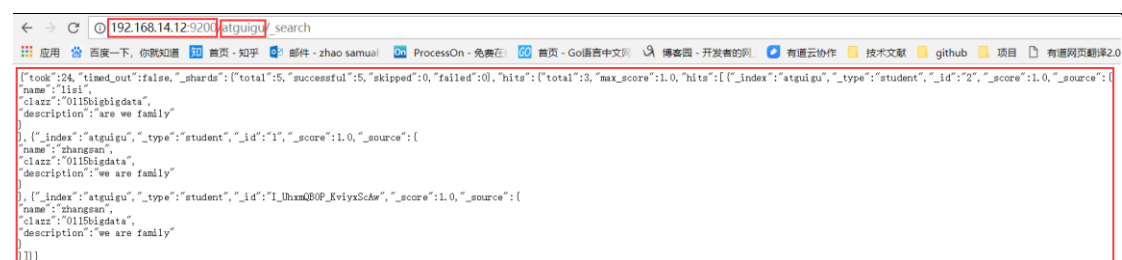 192.168.14.12:9200/atguigu/_search
应用 百度一下，你就知道 首页 - 知乎 邮件 - zhao samual ProcessOn - 免费在 首页 - Go语言中文网 博客园 - 开发者的网 有道云协作 技术文献 github 项目 有道网页翻译2.0
{"took":24,"timed_out":false,"_shards":{"total":5,"successful":5,"skipped":0,"failed":0},"hits":{"total":3,"max_score":1.0,"hits":[{"_index":"atguigu","_type":"student","_id":"2","_score":1.0,"_source":{
"name":"lisi",
"clazz":"0115bigbigdata",
"description":"are we family"
}
},{"_index":"atguigu","_type":"student","_id":"1","_score":1.0,"_source":{
"name":"zhangsan",
"clazz":"0115bigdata",
"description":"we are family"
}
},{"_index":"atguigu","_type":"student","_id":"I_UhxmQBOP_KviyxScAw","_score":1.0,"_source":{
"name":"zhangsan",
"clazz":"0115bigdata",
"description":"we are family"
}
}]}}